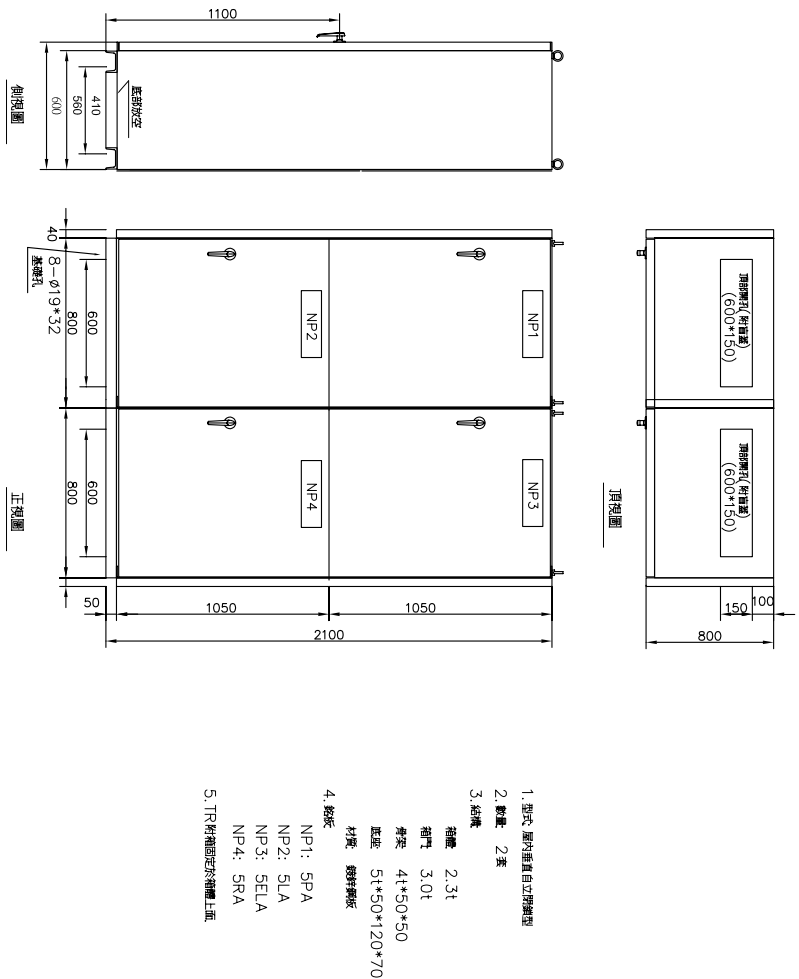 1100
600
560
410
底部放空
側視圖
NP1
NP2
NP3
NP4
40
8-ø19*32
基礎孔
600
800
600
800
50
1050
1050
2100
正視圖
頂部開孔(附盲蓋)
(600*150)
頂部開孔(附盲蓋)
(600*150)
150
100
800
頂視圖
1. 型式: 屋內垂直自立閉鎖型
2. 數量: 2套
3. 結構:
箱體: 2.3t
箱門: 3.0t
骨架: 4t*50*50
底座: 5t*50*120*70
材質: 鍍鋅鋼板
4. 銘板:
NP1: 5PA
NP2: 5LA
NP3: 5ELA
NP4: 5RA
5. TR附箱固定於箱體上面.